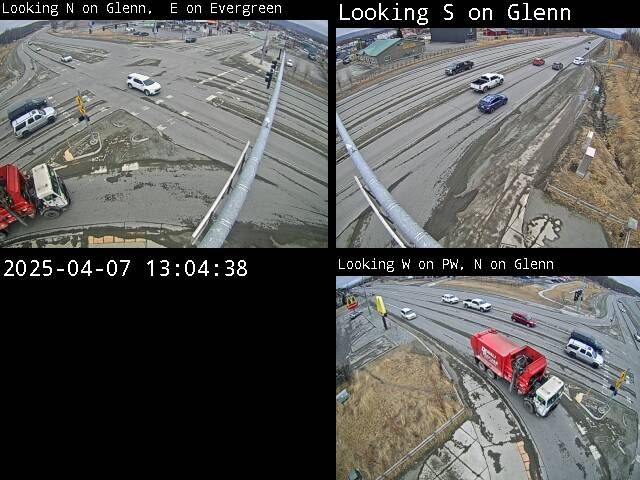 Looking N on Glenn,  E on Evergreen
Looking S on Glenn
2025-04-07 13:04:38
Looking W on PW, N on Glenn